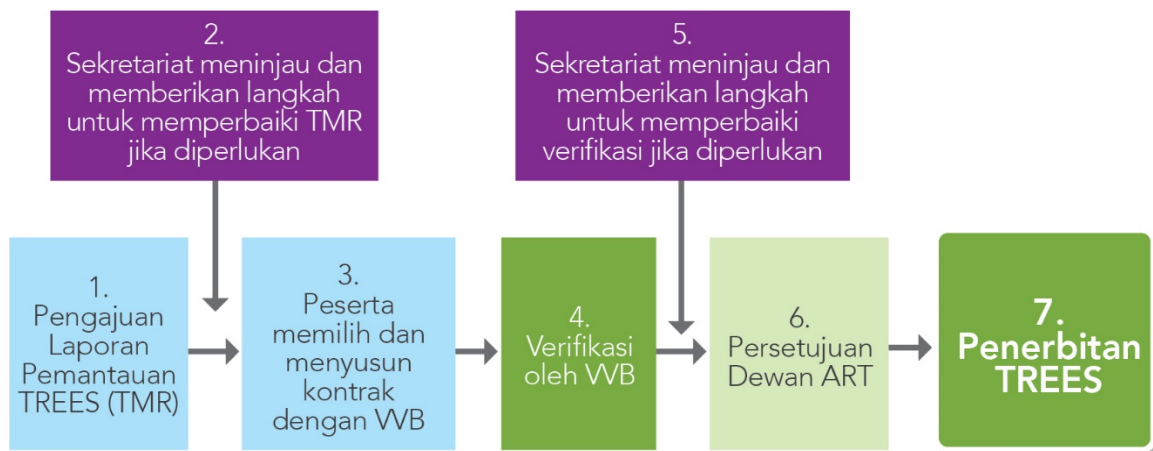 2.
Sekretariat meninjau dan
memberikan langkah
untuk memperbaiki TMR
jika diperlukan
5.
Sekretariat meninjau dan
memberikan langkah
untuk memperbaiki
verifikasi jika diperlukan
1.
Pengajuan
Laporan
Pemantauan
TREES (TMR)
3.
Peserta
memilih dan
menyusun
kontrak
dengan VVB
4.
Verifikasi
oleh VVB
6.
Persetujuan
Dewan ART
7.
Penerbitan
TREES